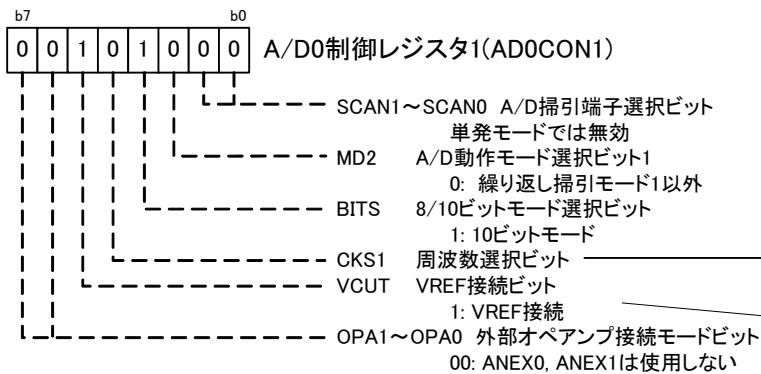 b7 b0
0 0 1 0 1 0 0 0 A/D0制御レジスタ1(AD0CON1)
SCAN1～SCAN0 A/D掃引端子選択ビット
単発モードでは無効
MD2 A/D動作モード選択ビット1
0: 繰り返し掃引モード1以外
BITS 8/10ビットモード選択ビット
1: 10ビットモード
CKS1 周波数選択ビット
VCUT VREF接続ビット
1: VREF接続
OPA1～OPA0 外部オペアンプ接続モードビット
00: ANEX0, ANEX1は使用しない